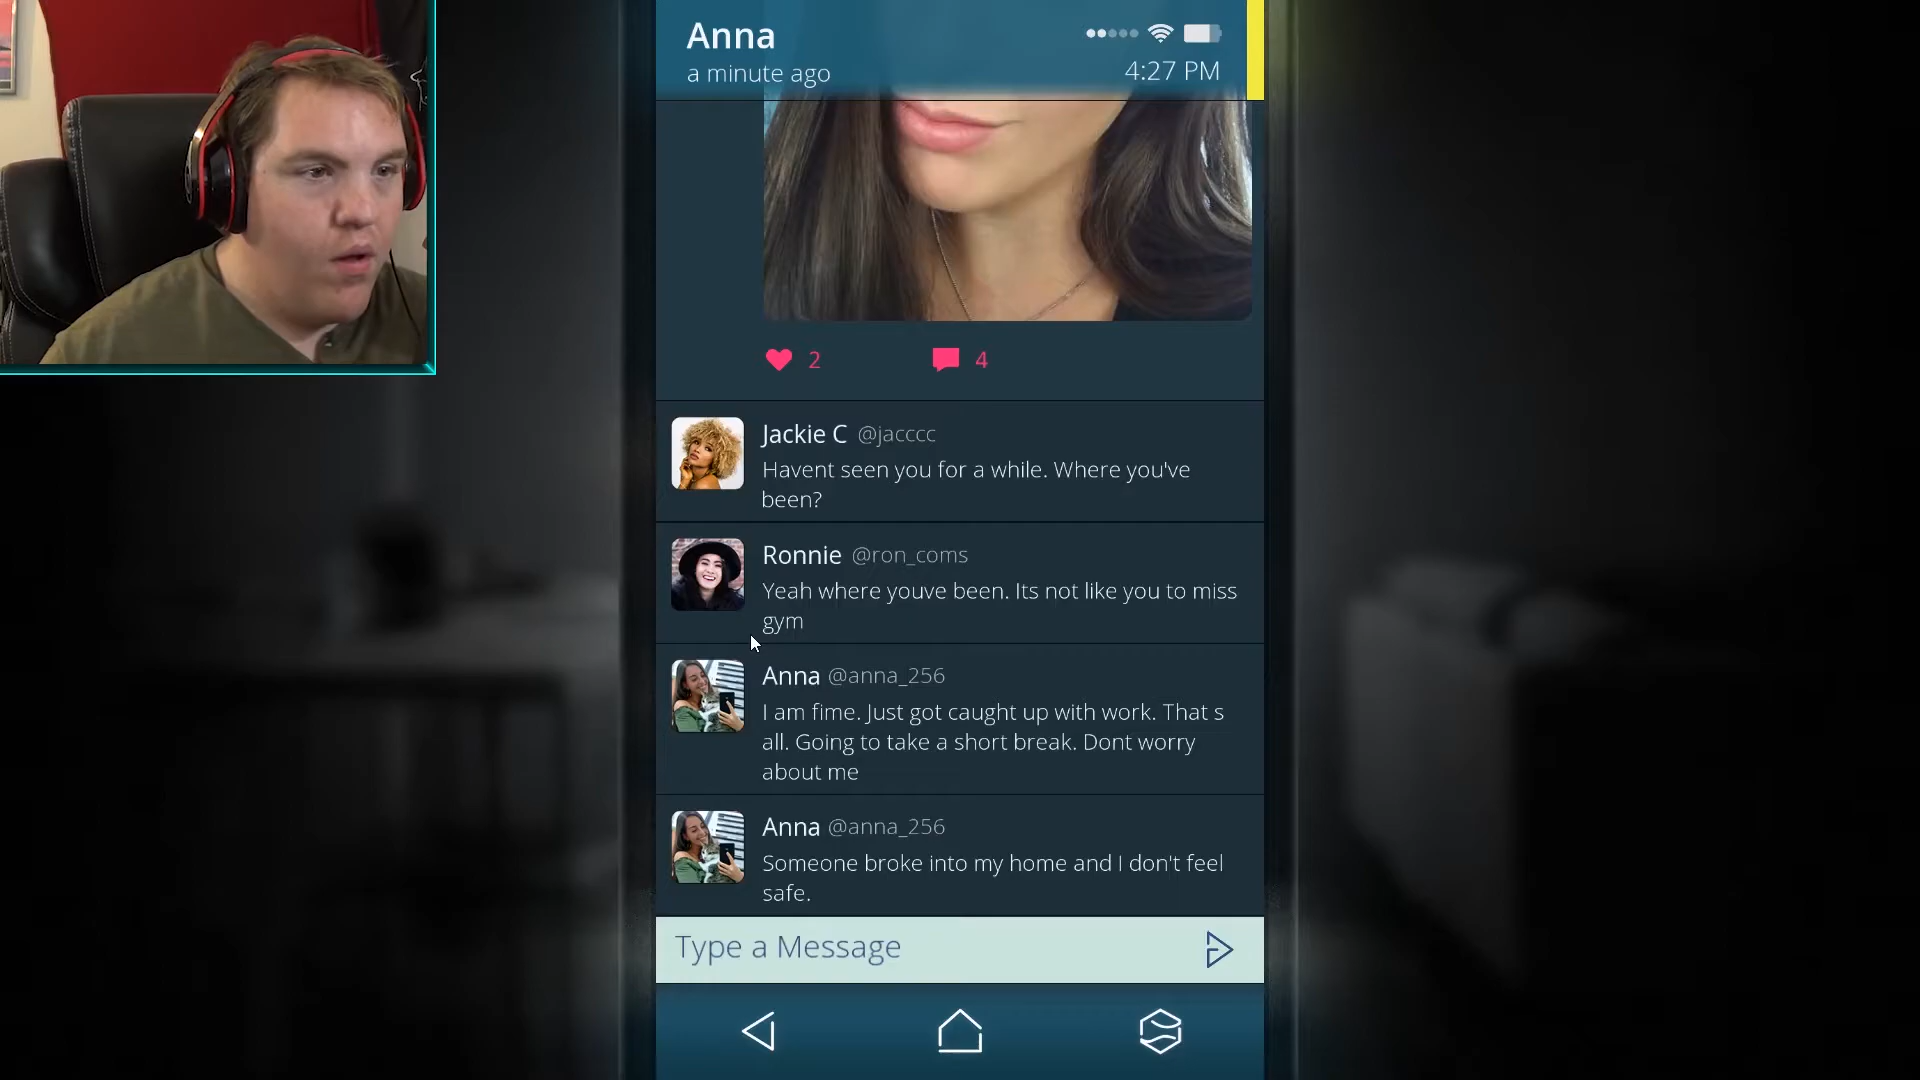 Anna
a minute ago
4:27 PM
2
4
Jackie C @jacccc
Havent seen you for a while. Where you've
been?
Ronnie @ron_coms
Yeah where youve been. Its not like you to miss
gym
Anna @anna_256
I am fime. Just got caught up with work. That s
all. Going to take a short break. Dont worry
about me
Anna @anna_256
Someone broke into my home and I don't feel
safe.
Type a Message